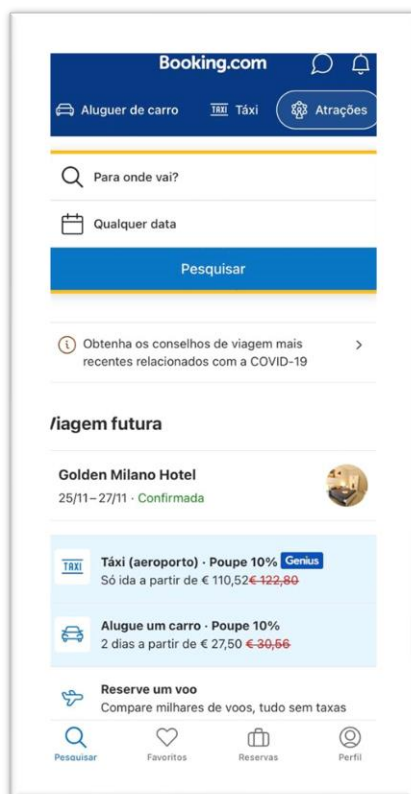 Booking.com
Aluguer de carro TAXI Táxi Atrações
Para onde vai?
Qualquer data
Pesquisar
Obtenha os conselhos de viagem mais
recentes relacionados com a COVID-19
Viagem futura
Golden Milano Hotel
25/11 – 27/11 · Confirmada
TAXI Táxi (aeroporto) · Poupe 10% Genius
Só ida a partir de € 110,52 € 122,80
Alugue um carro · Poupe 10%
2 dias a partir de € 27,50 € 30,56
Reserve um voo
Compare milhares de voos, tudo sem taxas
Pesquisar Favoritos Reservas Perfil